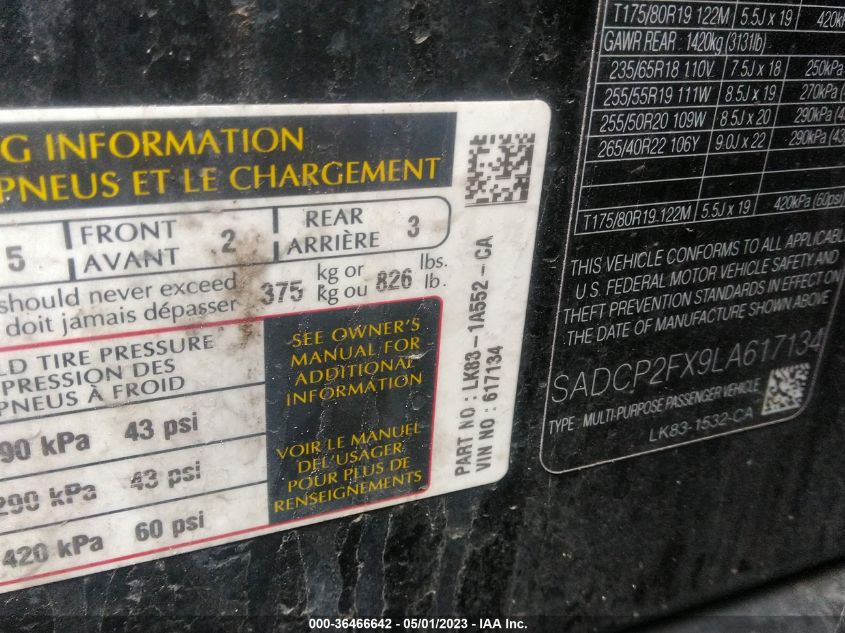 G INFORMATION
PNEUS ET LE CHARGEMENT
5 FRONT AVANT 2 REAR ARRIÈRE 3
should never exceed 375 kg or 826 lbs.
doit jamais dépasser kg ou lb.
LD TIRE PRESSURE
PRESSION DES
PNEUS À FROID
90 kPa 43 psi
290 kPa 43 psi
420 kPa 60 psi
SEE OWNER'S
MANUAL FOR
ADDITIONAL
INFORMATION
VOIR LE MANUEL
DEL'USAGER
POUR PLUS DE
RENSEIGNEMENTS
PART NO : LK83-1A552-CA
VIN NO : 617134
T175/80R19 122M 5.5J x 19 420k
GAWR REAR : 1420kg (3131lb)
235/65R18 110V 7.5J x 18 250kPa
255/55R19 111W 8.5J x 19 270kPa (
255/50R20 109W 8.5J x 20 290kPa (4
265/40R22 106Y 9.0J x 22 290kPa (43
T175/80R19 122M 5.5J x 19 420kPa (60psi)
THIS VEHICLE CONFORMS TO ALL APPLICABL
U.S. FEDERAL MOTOR VEHICLE SAFETY AND
THEFT PREVENTION STANDARDS IN EFFECT ON
THE DATE OF MANUFACTURE SHOWN ABOVE
SADCP2FX9LA617134
TYPE : MULTI-PURPOSE PASSENGER VEHICLE
LK83-1532-CA
000-36466642 - 05/01/2023 - IAA Inc.